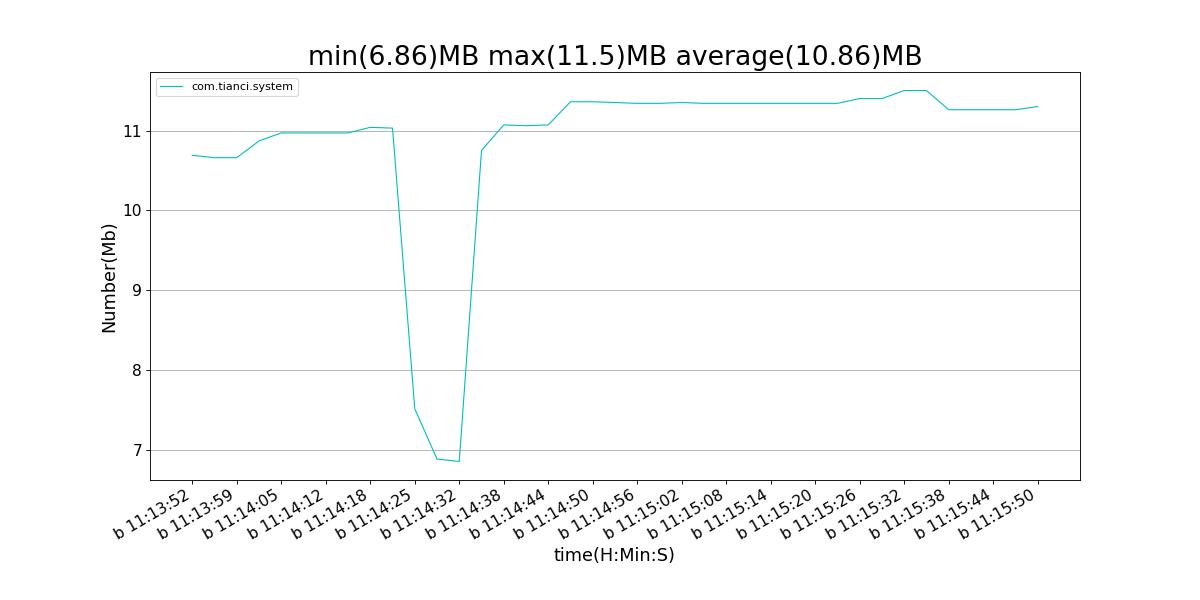 min(6.86)MB max(11.5)MB average(10.86)MB
com.tianci.system
11
10
9
8
7
Number(Mb)
b 11:13:52
b 11:13:59
b 11:14:05
b 11:14:12
b 11:14:18
b 11:14:25
b 11:14:32
b 11:14:38
b 11:14:44
b 11:14:50
b 11:14:56
b 11:15:02
b 11:15:08
b 11:15:14
b 11:15:20
b 11:15:26
b 11:15:32
b 11:15:38
b 11:15:44
b 11:15:50
time(H:Min:S)